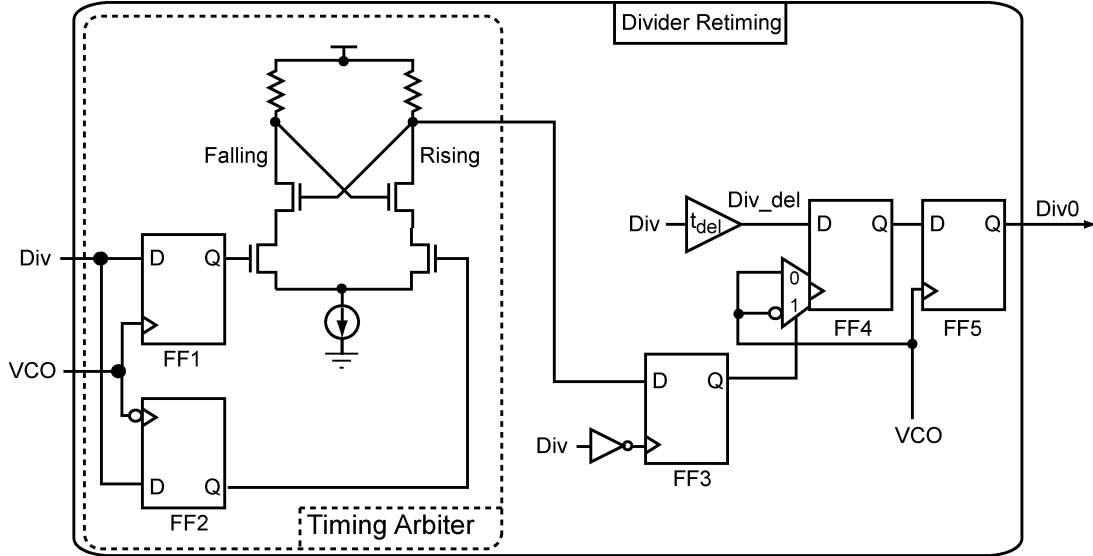 Divider Retiming
Falling
Rising
Div
D
Q
FF1
VCO
D
Q
FF2
Timing Arbiter
Div
t_del
Div_del
D
Q
FF4
0
1
D
Q
FF5
Div0
D
Q
FF3
Div
VCO